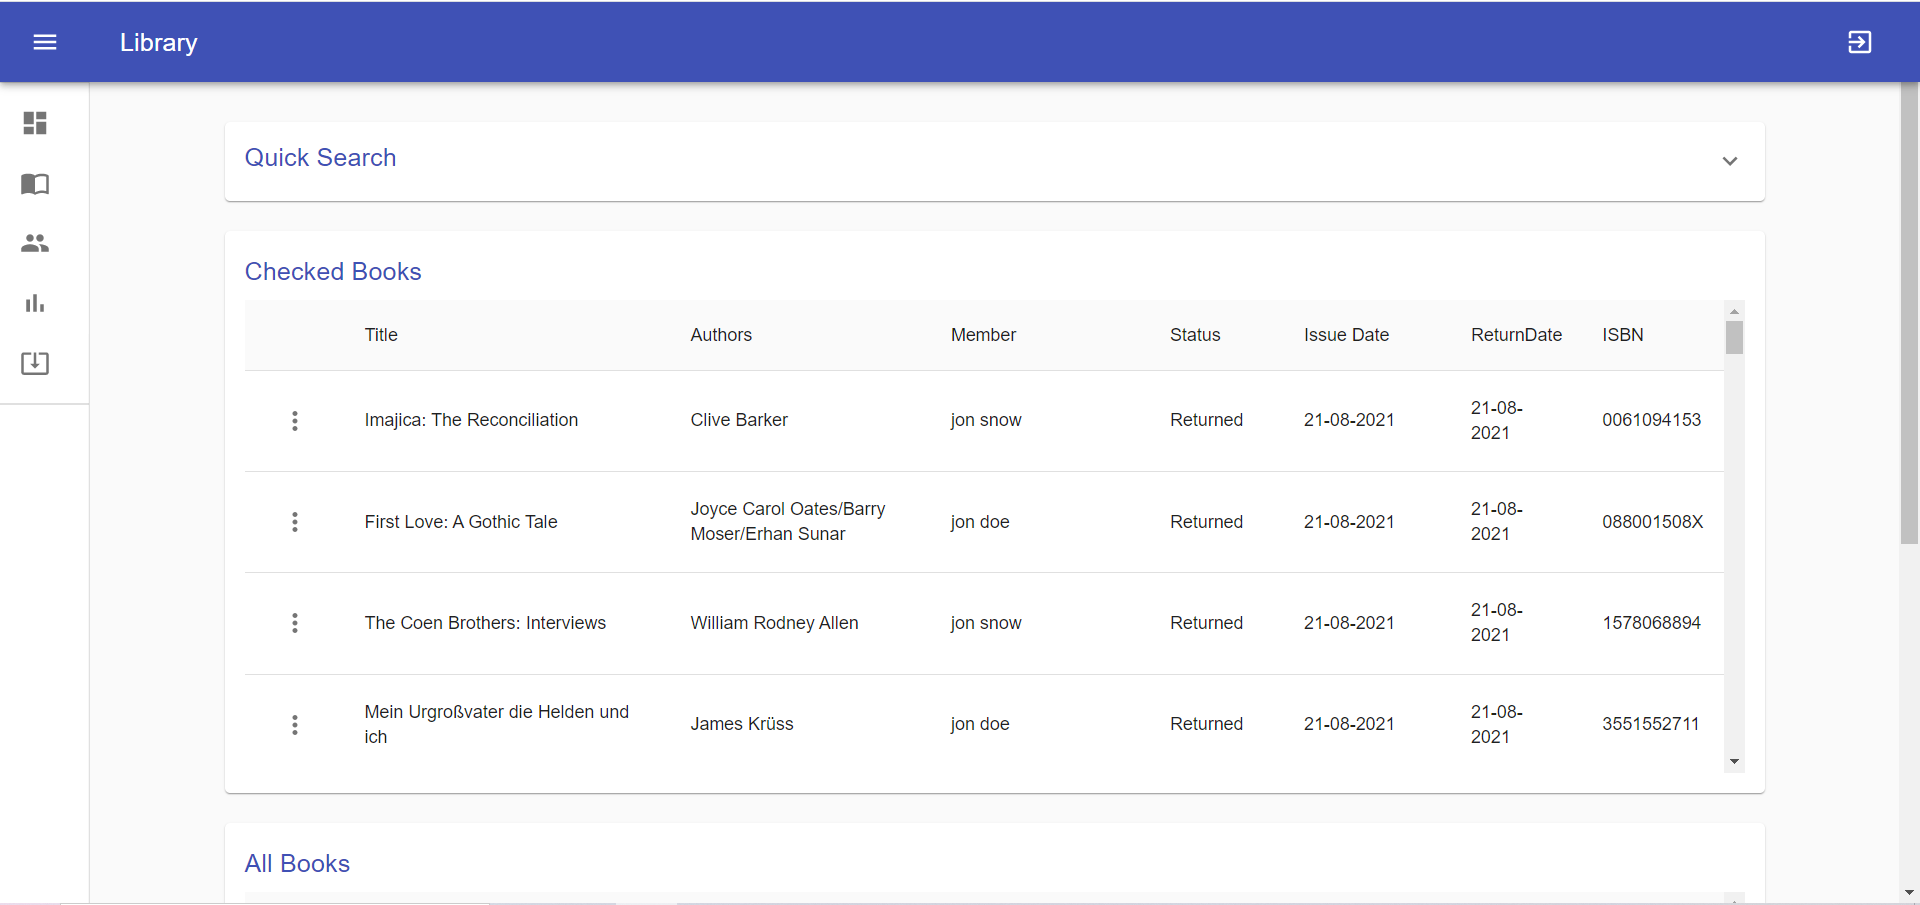 Library
Quick Search
Checked Books
Title Authors Member Status Issue Date ReturnDate ISBN
Imajica: The Reconciliation Clive Barker jon snow Returned 21-08-2021 21-08-
2021 0061094153
First Love: A Gothic Tale Joyce Carol Oates/Barry
Moser/Erhan Sunar jon doe Returned 21-08-2021 21-08-
2021 088001508X
The Coen Brothers: Interviews William Rodney Allen jon snow Returned 21-08-2021 21-08-
2021 1578068894
Mein Urgroßvater die Helden und
ich James Krüss jon doe Returned 21-08-2021 21-08-
2021 3551552711
All Books